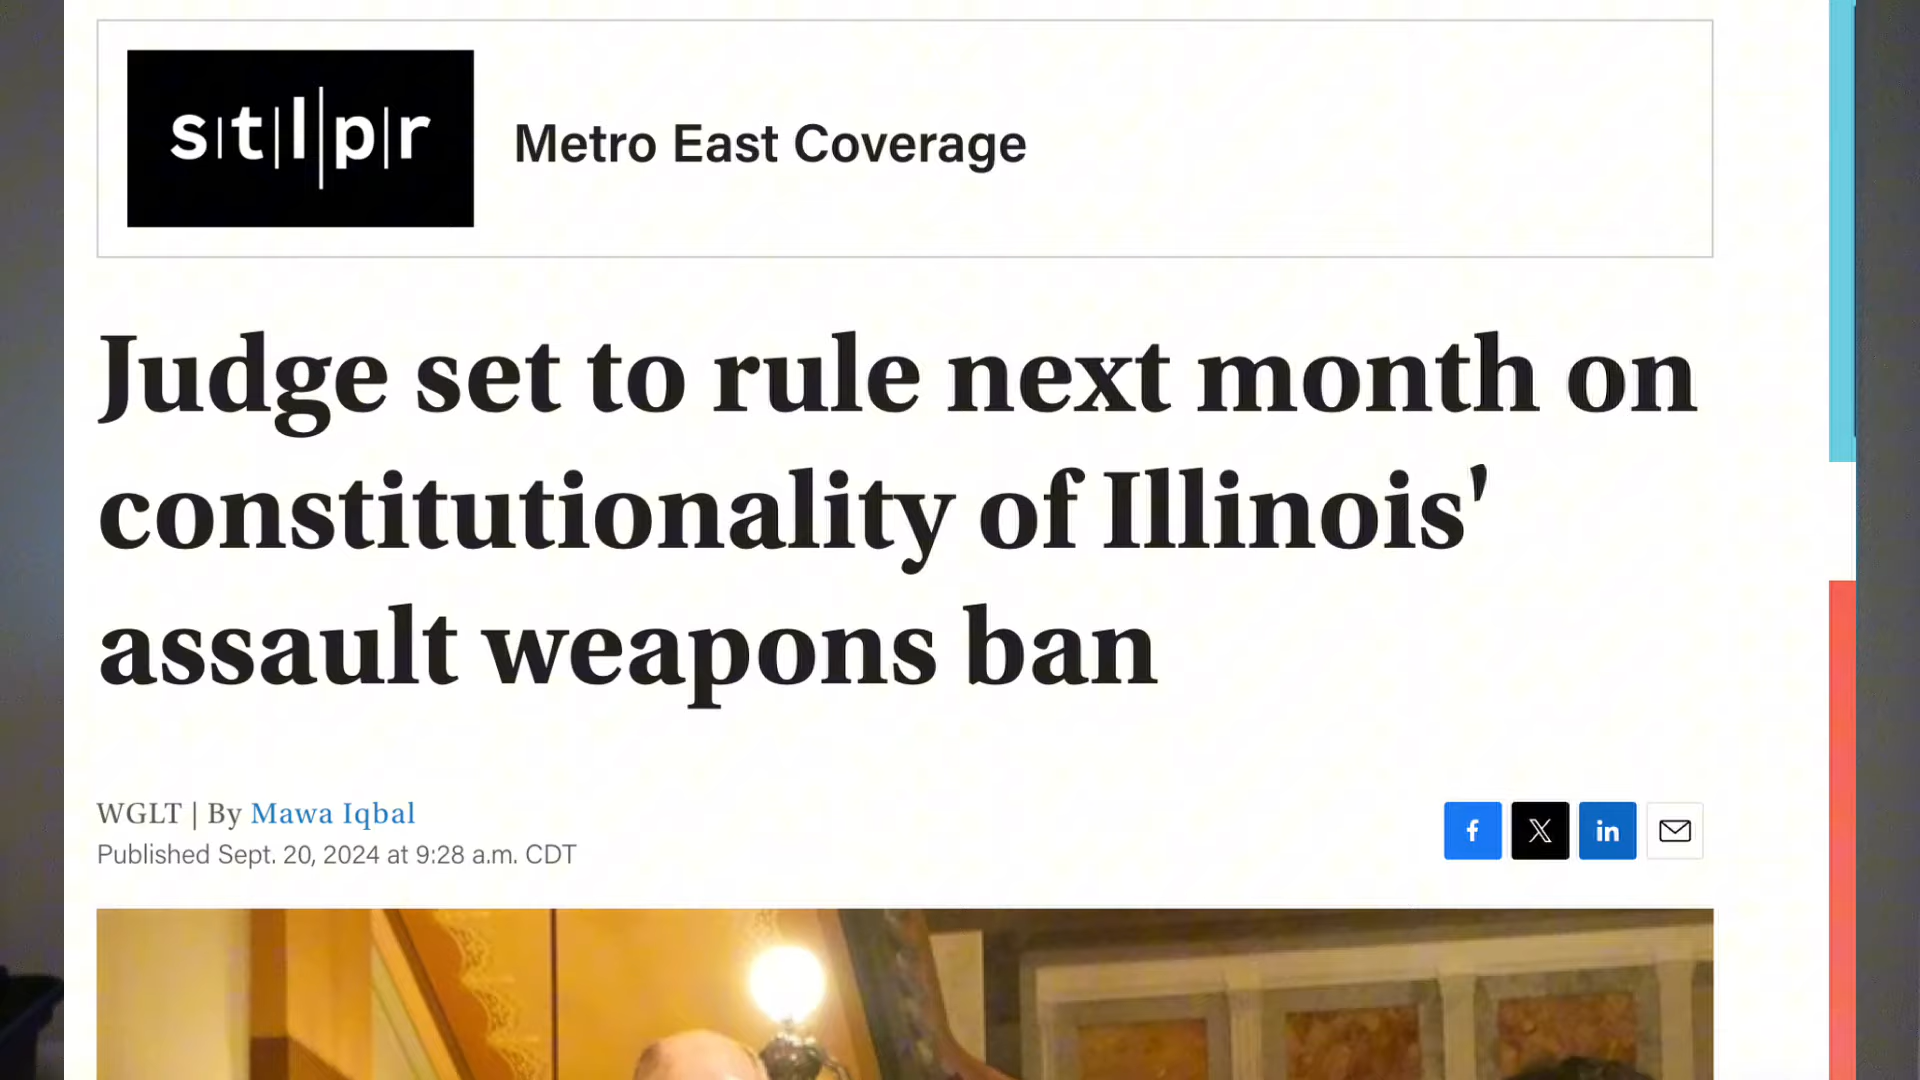 s|t|l|p|r
Metro East Coverage
Judge set to rule next month on
constitutionality of Illinois'
assault weapons ban
WGLT | By Mawa Iqbal
Published Sept. 20, 2024 at 9:28 a.m. CDT